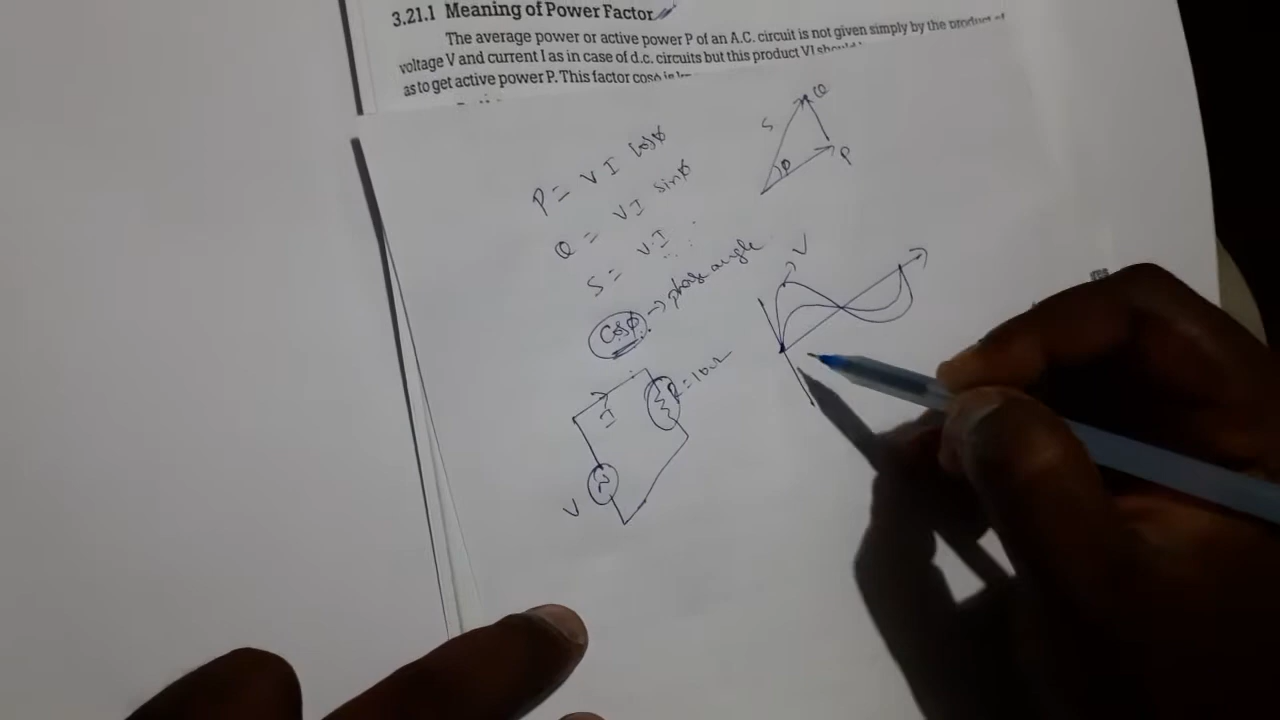 3.21.1 Meaning of Power Factor
The average power or active power P of an A.C. circuit is not given simply by the product of
voltage V and current I as in case of d.c. circuits but this product VI should
as to get active power P. This factor cosϕ is
P = V I cosϕ
Q = VI sinϕ
S = V.I
cosϕ → phase angle
S
Q
ϕ
P
V
I
R = 10Ω
V